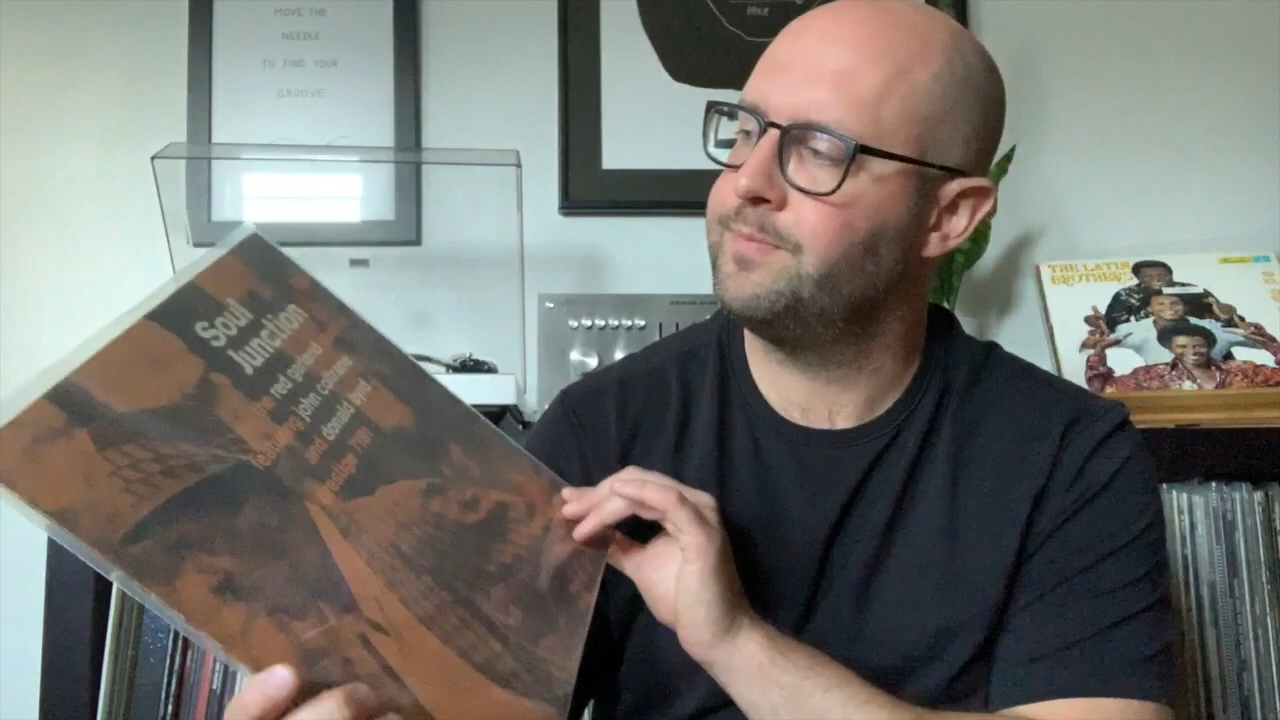 MOVE THE
NEEDLE
TO FIND YOUR
GROOVE
Soul
Junction
the red garland
featuring john coltrane
and donald byrd
prestige 7181
THE LATIN
BROTHERS